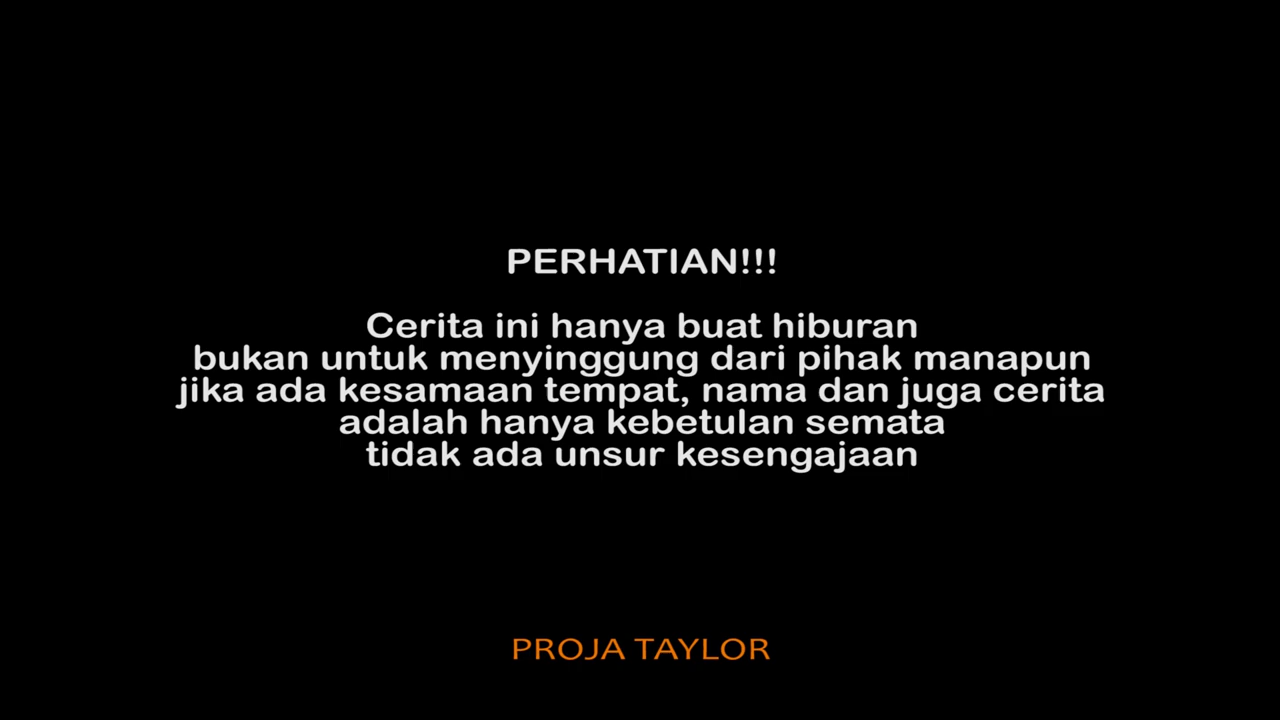 PERHATIAN!!!
Cerita ini hanya buat hiburan
bukan untuk menyinggung dari pihak manapun
jika ada kesamaan tempat, nama dan juga cerita
adalah hanya kebetulan semata
tidak ada unsur kesengajaan
PROJA TAYLOR